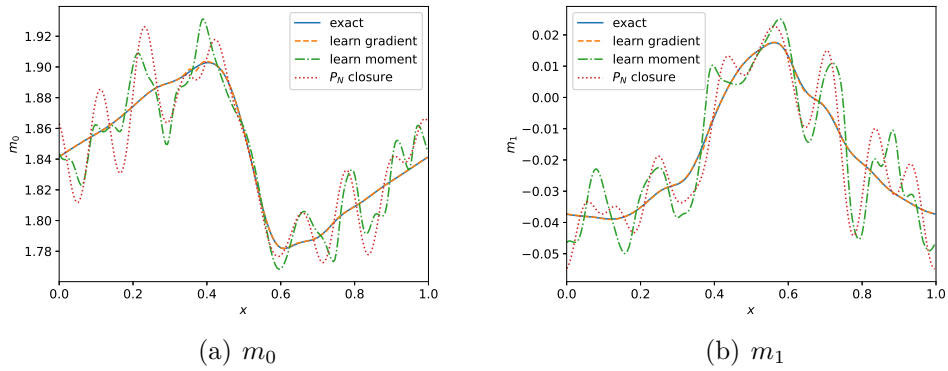 1.92
1.90
1.88
1.86
1.84
1.82
1.80
1.78
m₀
0.0 0.2 0.4 0.6 0.8 1.0
x
exact
learn gradient
learn moment
P_N closure
(a) m₀
0.02
0.01
0.00
−0.01
−0.02
−0.03
−0.04
−0.05
m₁
0.0 0.2 0.4 0.6 0.8 1.0
x
exact
learn gradient
learn moment
P_N closure
(b) m₁